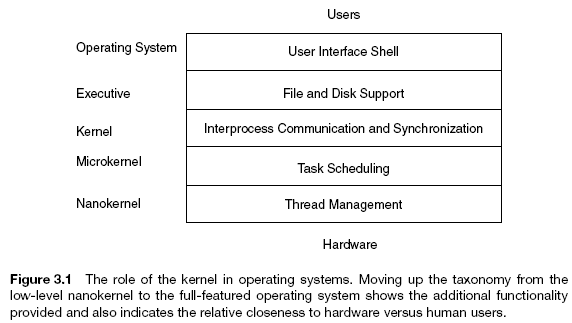 Users
Operating System
User Interface Shell
Executive
File and Disk Support
Kernel
Interprocess Communication and Synchronization
Microkernel
Task Scheduling
Nanokernel
Thread Management
Hardware
Figure 3.1 The role of the kernel in operating systems. Moving up the taxonomy from the
low-level nanokernel to the full-featured operating system shows the additional functionality
provided and also indicates the relative closeness to hardware versus human users.